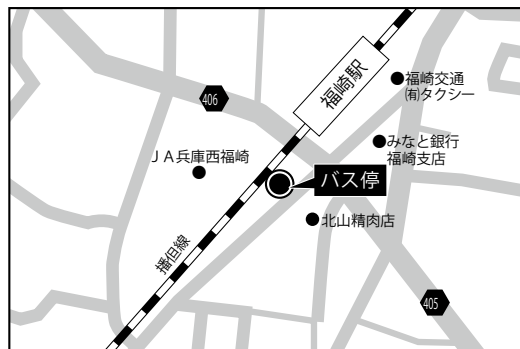 福崎駅
福崎交通
㈲タクシー
406
みなと銀行
福崎支店
ＪＡ兵庫西福崎
バス停
北山精肉店
播但線
405